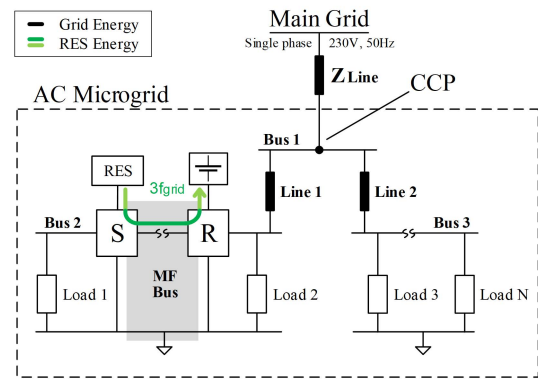 Grid Energy
RES Energy
Main Grid
Single phase 230V, 50Hz
Z Line
CCP
AC Microgrid
Bus 1
RES
3fgrid
Line 1
Line 2
Bus 2
S
R
Bus 3
MF
Bus
Load 1
Load 2
Load 3
Load N